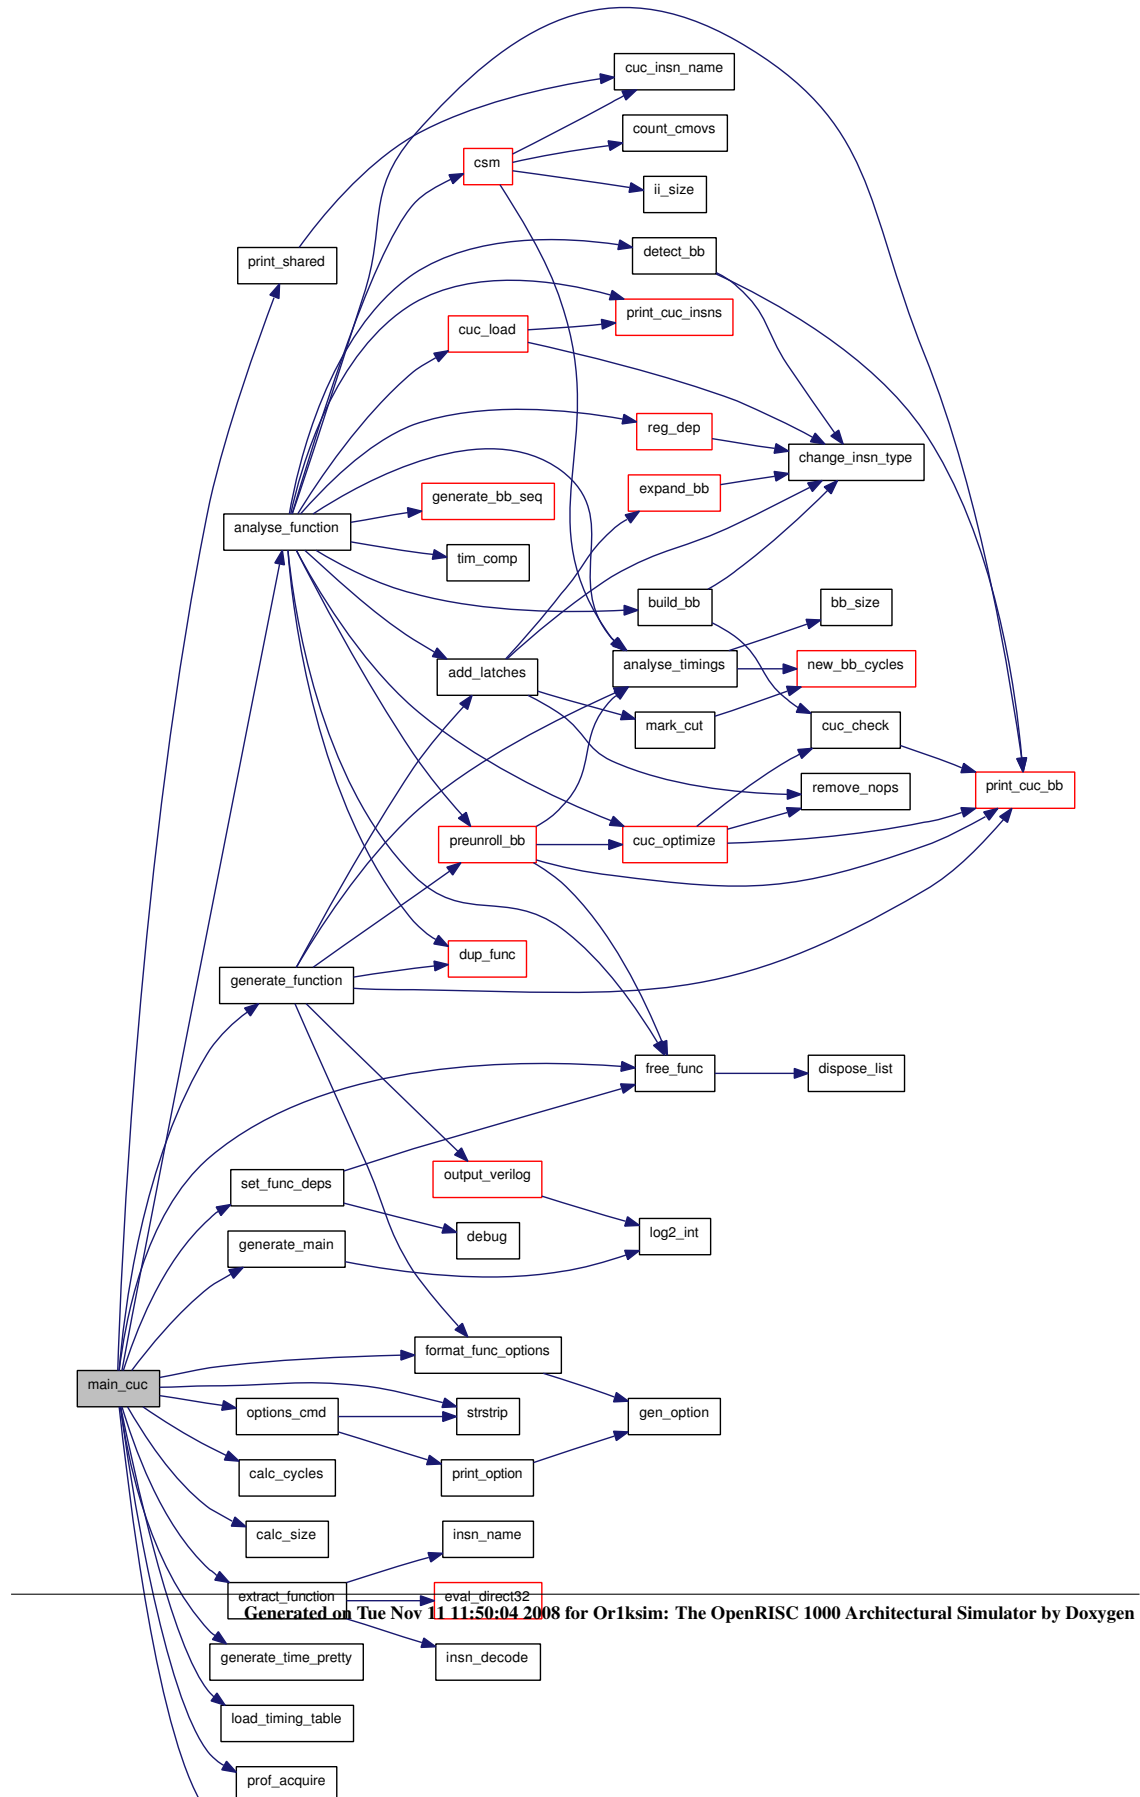 cuc_insn_name
count_cmovs
csm
ii_size
detect_bb
print_shared
print_cuc_insns
cuc_load
reg_dep
change_insn_type
expand_bb
generate_bb_seq
analyse_function
tim_comp
build_bb
bb_size
analyse_timings
new_bb_cycles
add_latches
mark_cut
cuc_check
print_cuc_bb
remove_nops
preunroll_bb
cuc_optimize
dup_func
generate_function
free_func
dispose_list
output_verilog
set_func_deps
log2_int
debug
generate_main
format_func_options
main_cuc
options_cmd
strstrip
gen_option
calc_cycles
print_option
calc_size
insn_name
extract_function
eval_direct32
Generated on Tue Nov 11 11:50:04 2008 for Or1ksim: The OpenRISC 1000 Architectural Simulator by Doxygen
generate_time_pretty
insn_decode
load_timing_table
prof_acquire